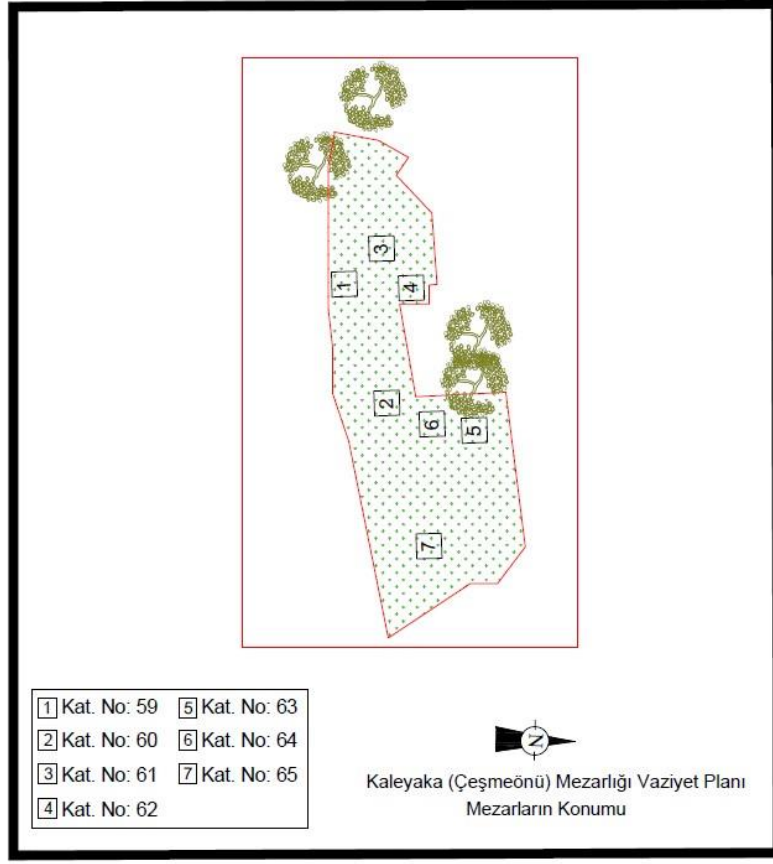 3
1
4
2
6
5
7
1 Kat. No: 59
5 Kat. No: 63
2 Kat. No: 60
6 Kat. No: 64
3 Kat. No: 61
7 Kat. No: 65
4 Kat. No: 62
N
Kaleyaka (Çeşmeönü) Mezarlığı Vaziyet Planı
Mezarların Konumu